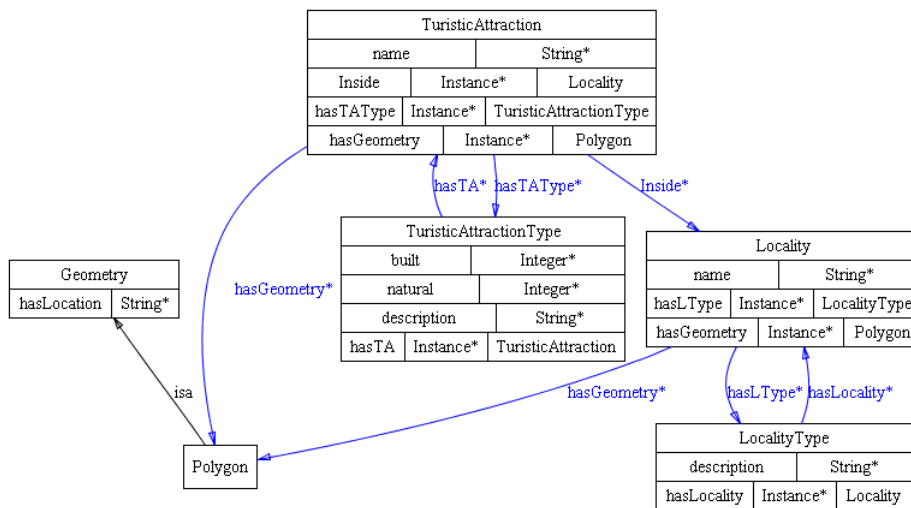 TuristicAttraction
name String*
Inside Instance* Locality
hasTAType Instance* TuristicAttractionType
hasGeometry Instance* Polygon
hasTA* hasTAType* Inside*
TuristicAttractionType
built Integer*
natural Integer*
description String*
hasTA Instance* TuristicAttraction
Locality
name String*
hasLType Instance* LocalityType
hasGeometry Instance* Polygon
Geometry
hasLocation String*
hasGeometry*
isa
hasGeometry*
hasLType* hasLocality*
Polygon
LocalityType
description String*
hasLocality Instance* Locality